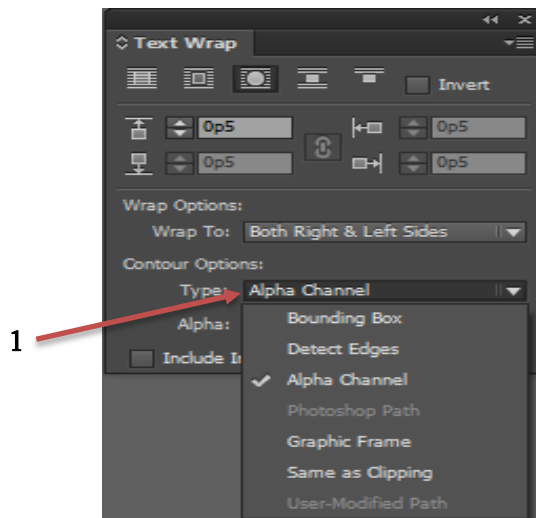 Text Wrap
Invert
0p5 0p5
0p5 0p5
Wrap Options:
Wrap To: Both Right & Left Sides
Contour Options:
Type: Alpha Channel
Alpha: Bounding Box
Detect Edges
Include
Alpha Channel
Photoshop Path
Graphic Frame
Same as Clipping
User-Modified Path
1